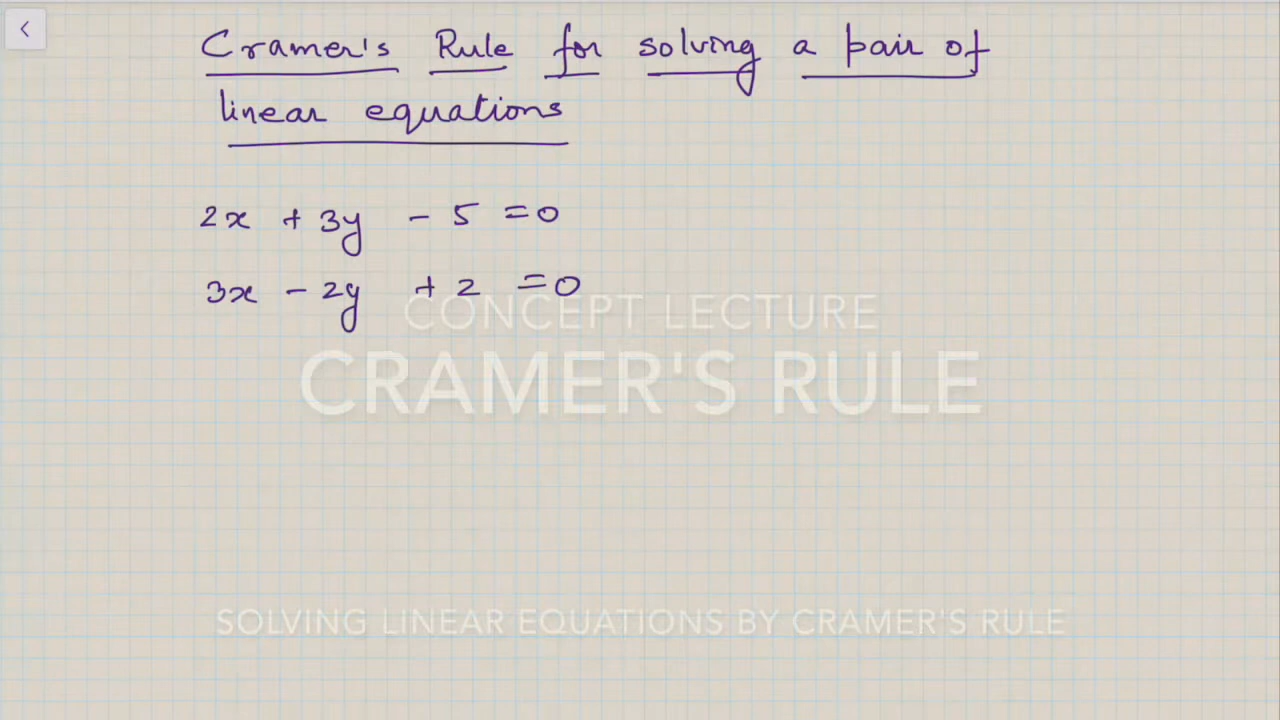 Cramer's Rule for solving a pair of
linear equations
2x + 3y - 5 = 0
3x - 2y + 2 = 0
CONCEPT LECTURE
CRAMER'S RULE
SOLVING LINEAR EQUATIONS BY CRAMER'S RULE